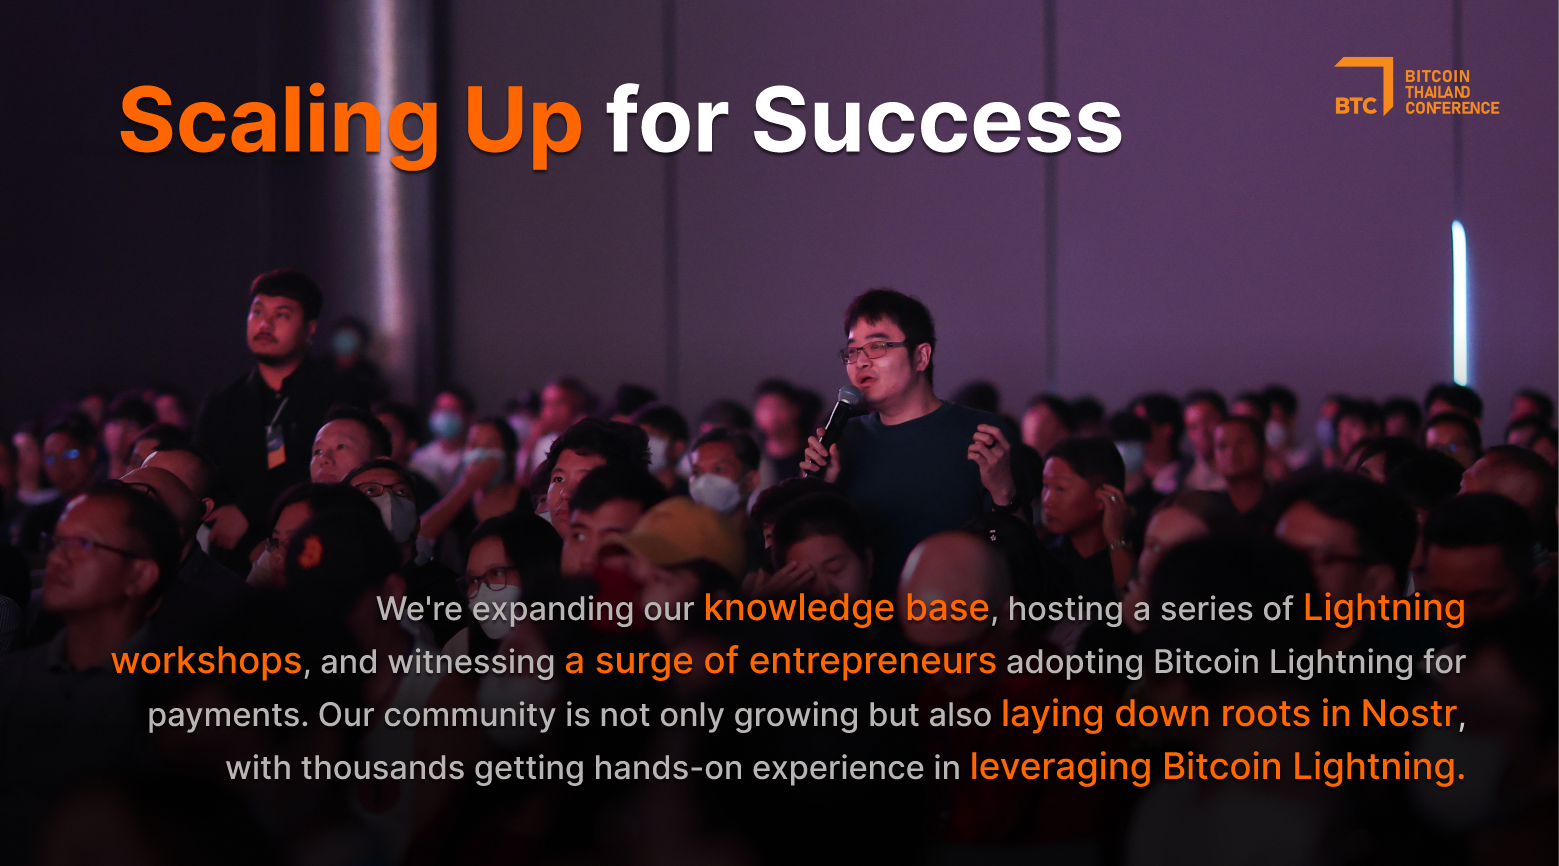 Scaling Up for Success
BTC
BITCOIN
THAILAND
CONFERENCE
We're expanding our knowledge base, hosting a series of Lightning
workshops, and witnessing a surge of entrepreneurs adopting Bitcoin Lightning for
payments. Our community is not only growing but also laying down roots in Nostr,
with thousands getting hands-on experience in leveraging Bitcoin Lightning.